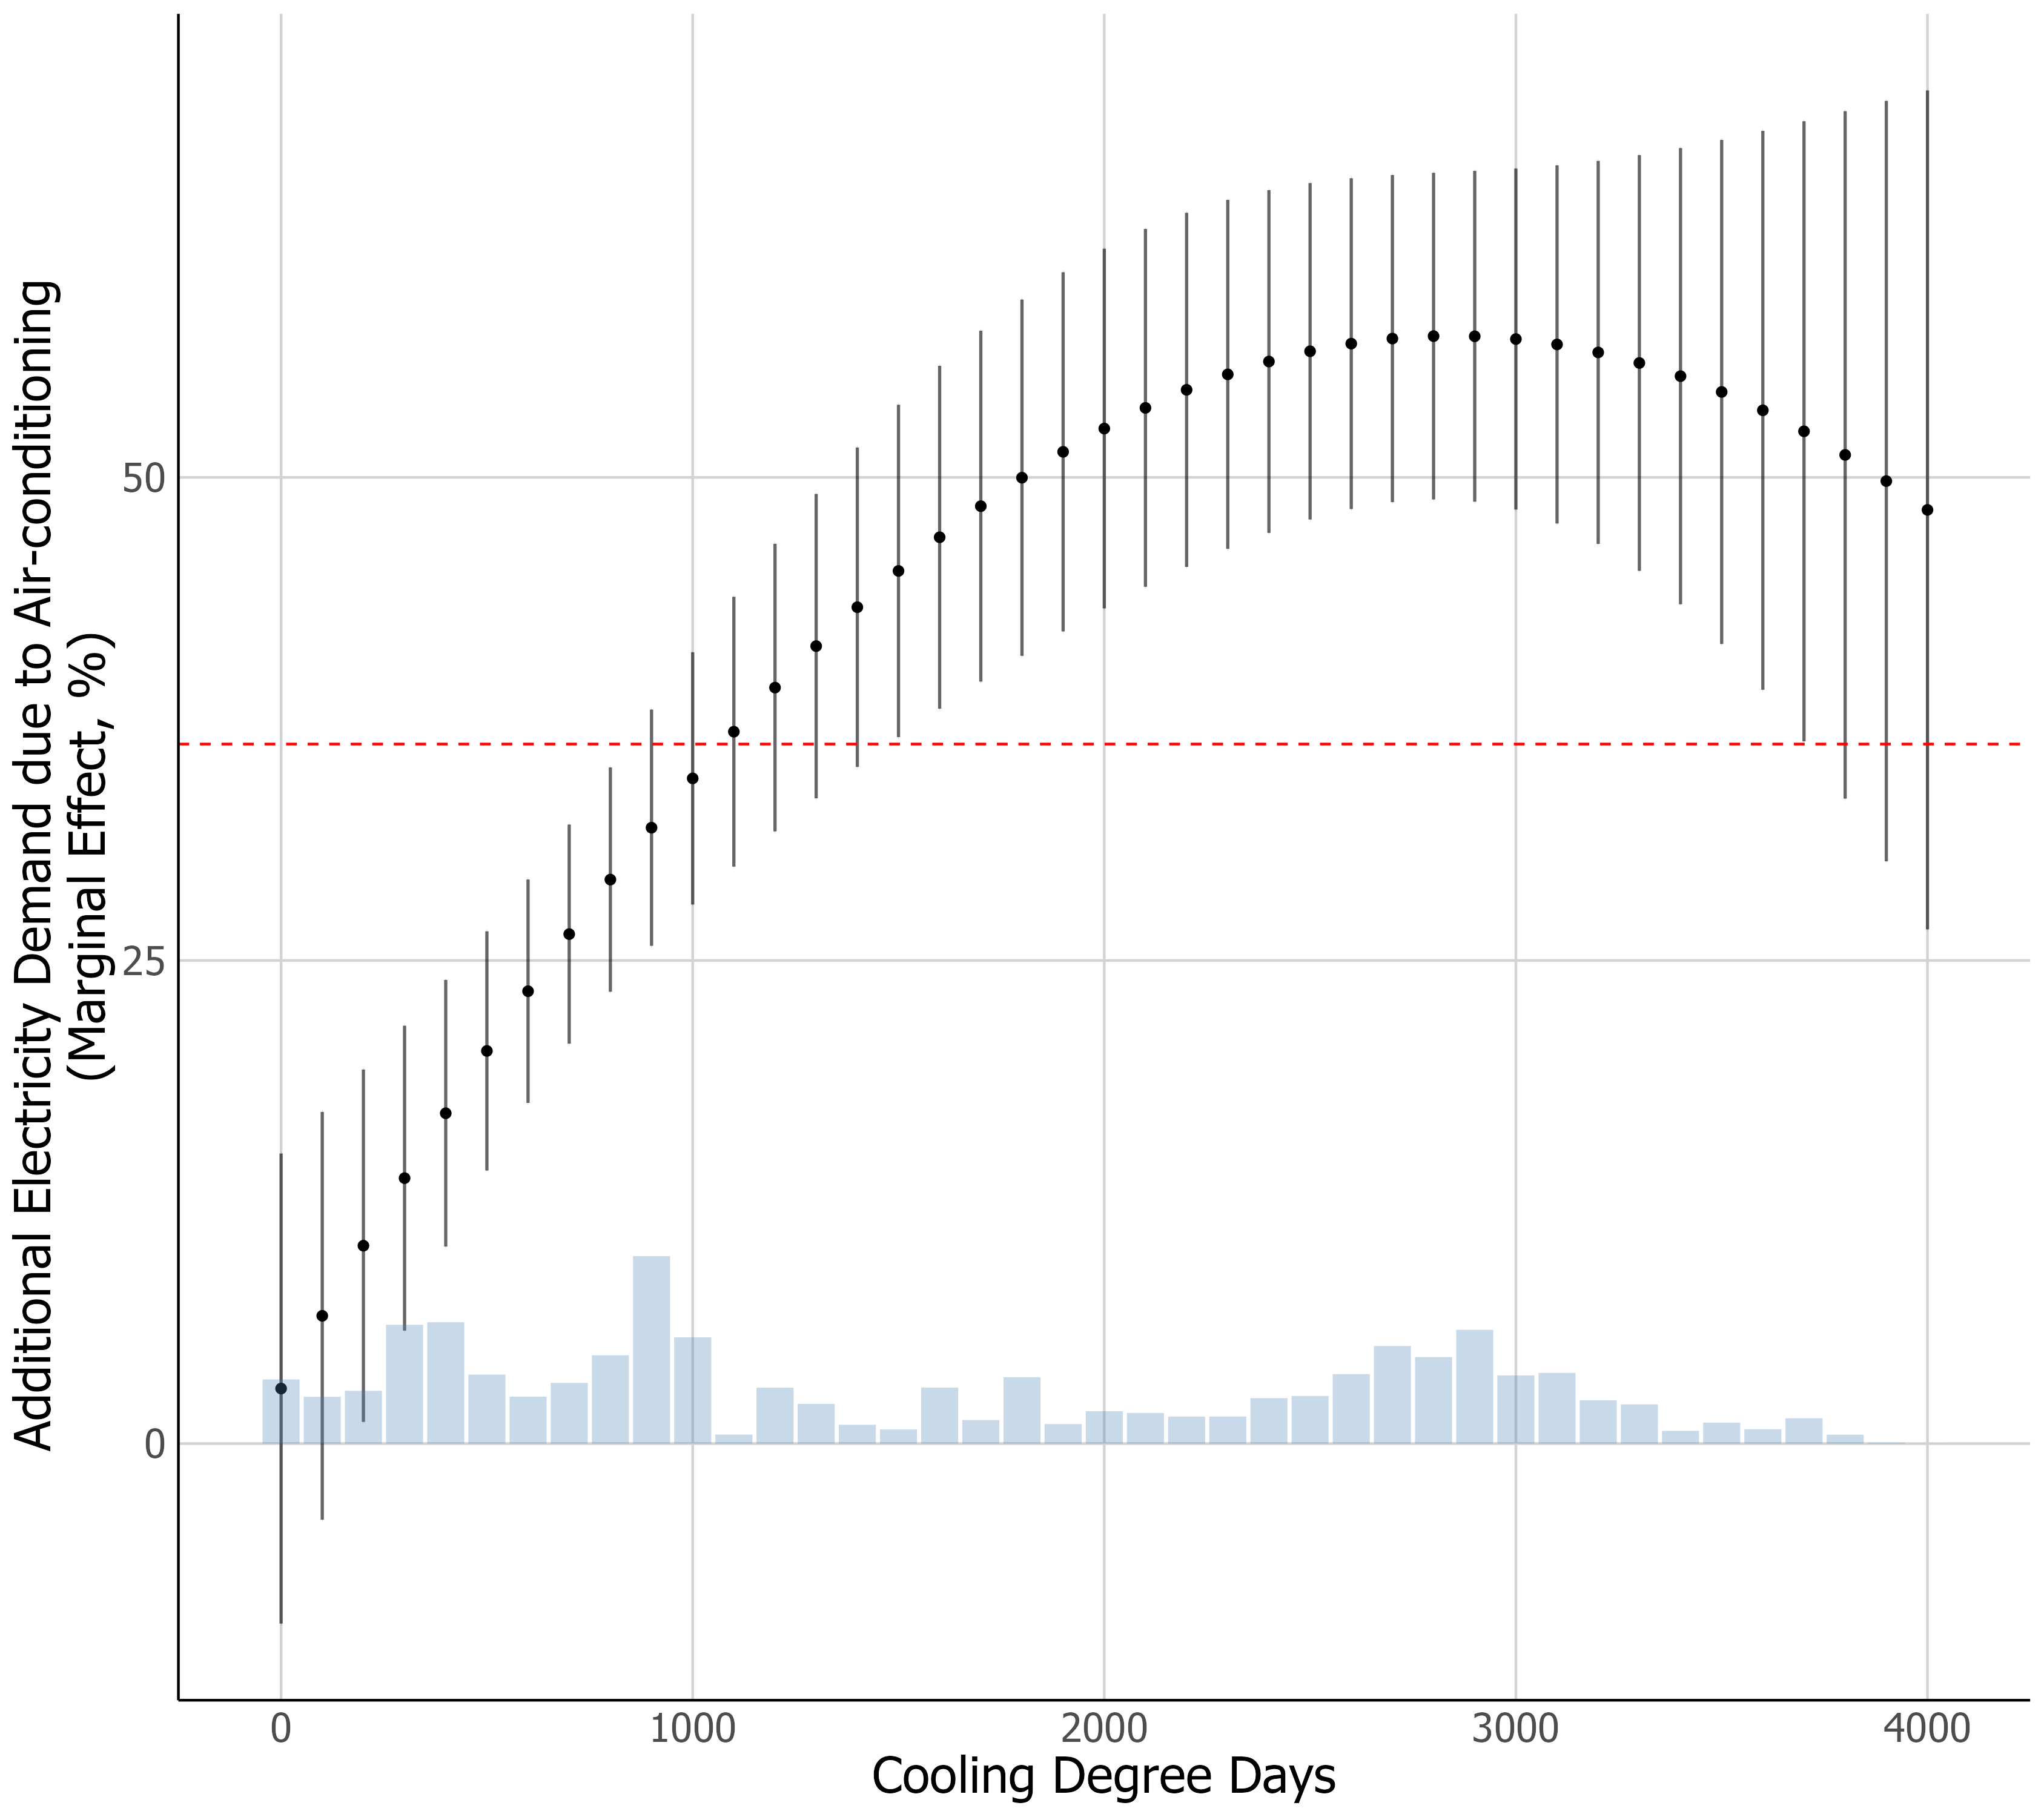 Additional Electricity Demand due to Air-conditioning
(Marginal Effect, %)
50
25
0
0 1000 2000 3000 4000
Cooling Degree Days